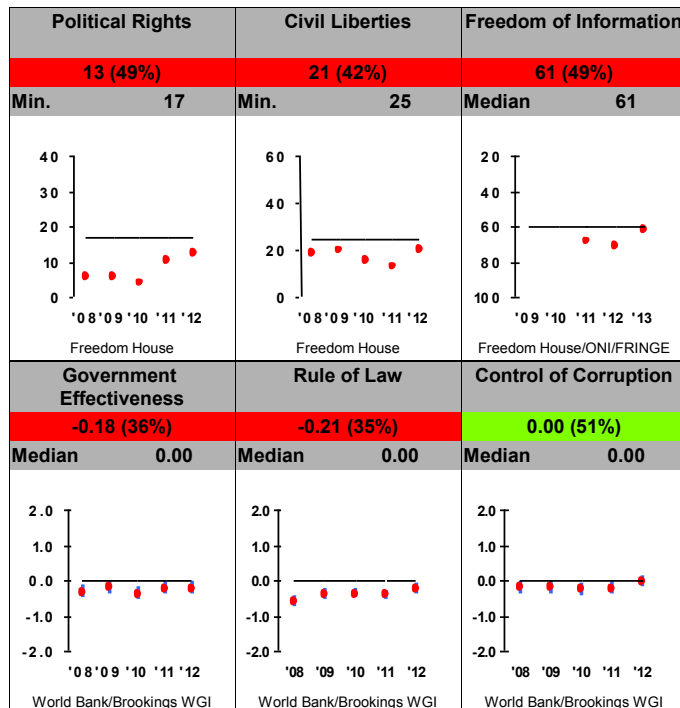 Political Rights
13 (49%)
Min. 17
40
30
20
10
0
'08 '09 '10 '11 '12
Freedom House
Civil Liberties
21 (42%)
Min. 25
60
40
20
0
'08 '09 '10 '11 '12
Freedom House
Freedom of Information
61 (49%)
Median 61
20
40
60
80
100
'09 '10 '11 '12 '13
Freedom House/ONI/FRINGE
Government
Effectiveness
-0.18 (36%)
Median 0.00
2.0
1.0
0.0
-1.0
-2.0
'08 '09 '10 '11 '12
World Bank/Brookings WGI
Rule of Law
-0.21 (35%)
Median 0.00
2.0
1.0
0.0
-1.0
-2.0
'08 '09 '10 '11 '12
World Bank/Brookings WGI
Control of Corruption
0.00 (51%)
Median 0.00
2.0
1.0
0.0
-1.0
-2.0
'08 '09 '10 '11 '12
World Bank/Brookings WGI